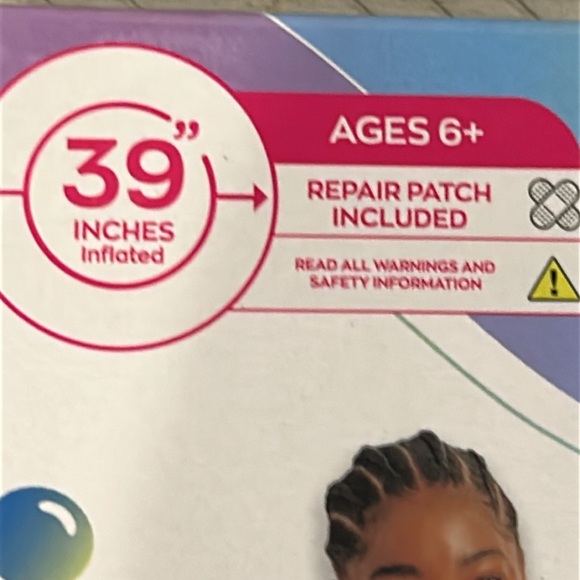 39”
INCHES
Inflated
AGES 6+
REPAIR PATCH
INCLUDED
READ ALL WARNINGS AND
SAFETY INFORMATION